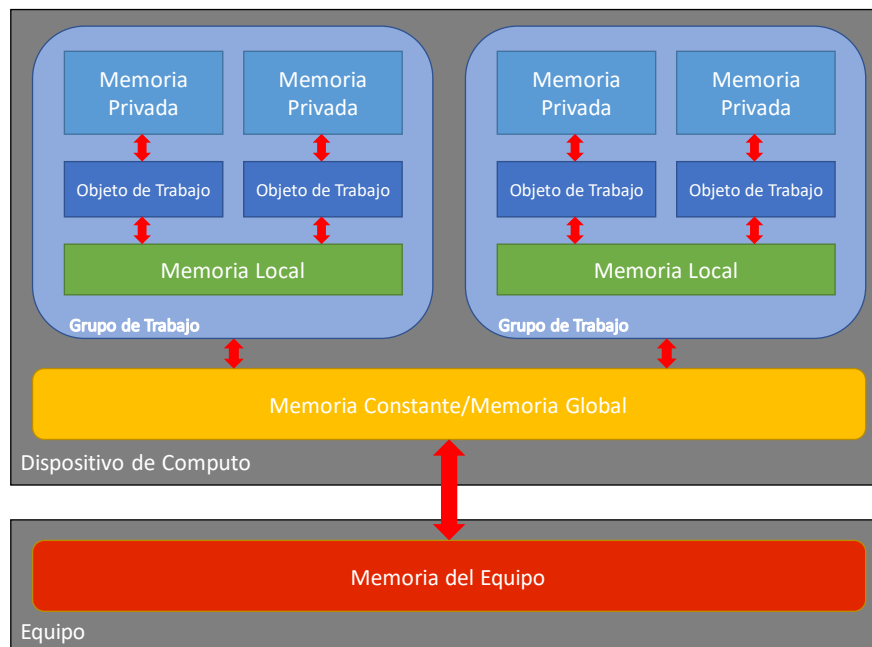 Memoria
Privada
Memoria
Privada
Memoria
Privada
Memoria
Privada
Objeto de Trabajo
Objeto de Trabajo
Objeto de Trabajo
Objeto de Trabajo
Memoria Local
Memoria Local
Grupo de Trabajo
Grupo de Trabajo
Memoria Constante/Memoria Global
Dispositivo de Computo
Memoria del Equipo
Equipo